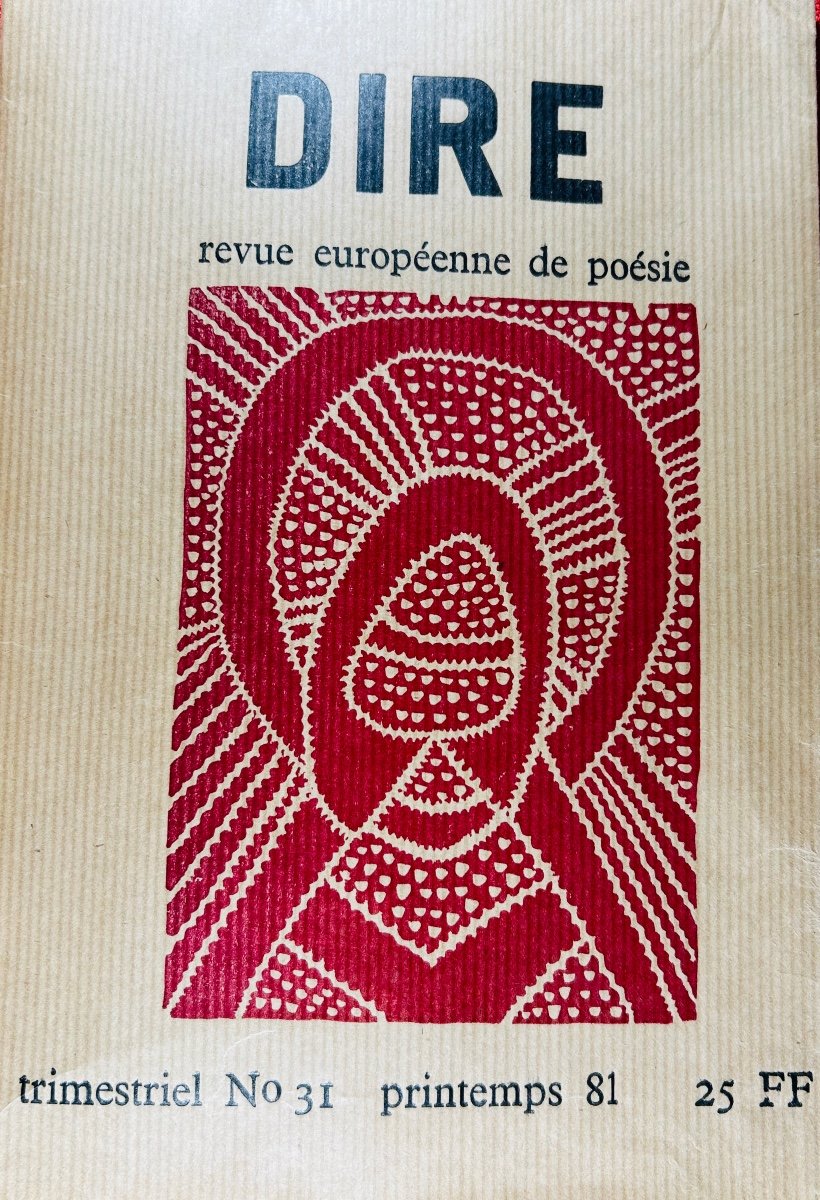 DIRE
revue européenne de poésie
trimestriel No 31 printemps 81 25 FF